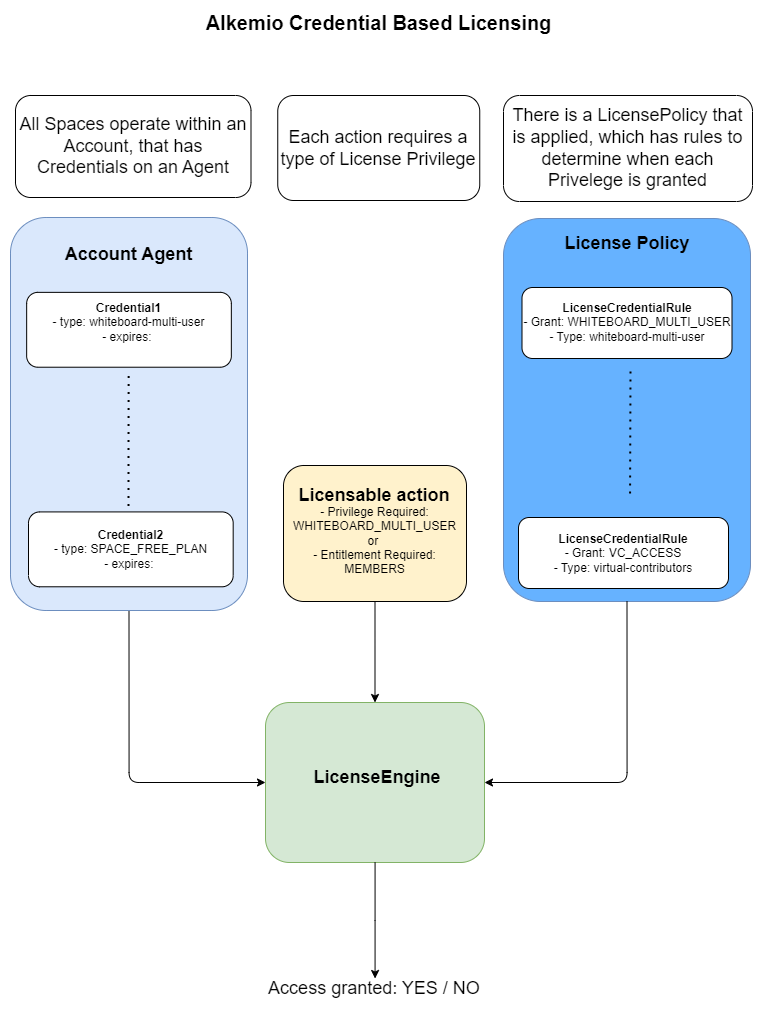 Alkemio Credential Based Licensing
All Spaces operate within an
Account, that has
Credentials on an Agent
Each action requires a
type of License Privilege
There is a LicensePolicy that
is applied, which has rules to
determine when each
Privelege is granted
Account Agent
Credential1
- type: whiteboard-multi-user
- expires:
Credential2
- type: SPACE_FREE_PLAN
- expires:
Licensable action
- Privilege Required:
WHITEBOARD_MULTI_USER
or
- Entitlement Required:
MEMBERS
License Policy
LicenseCredentialRule
- Grant: WHITEBOARD_MULTI_USER
- Type: whiteboard-multi-user
LicenseCredentialRule
- Grant: VC_ACCESS
- Type: virtual-contributors
LicenseEngine
Access granted: YES / NO